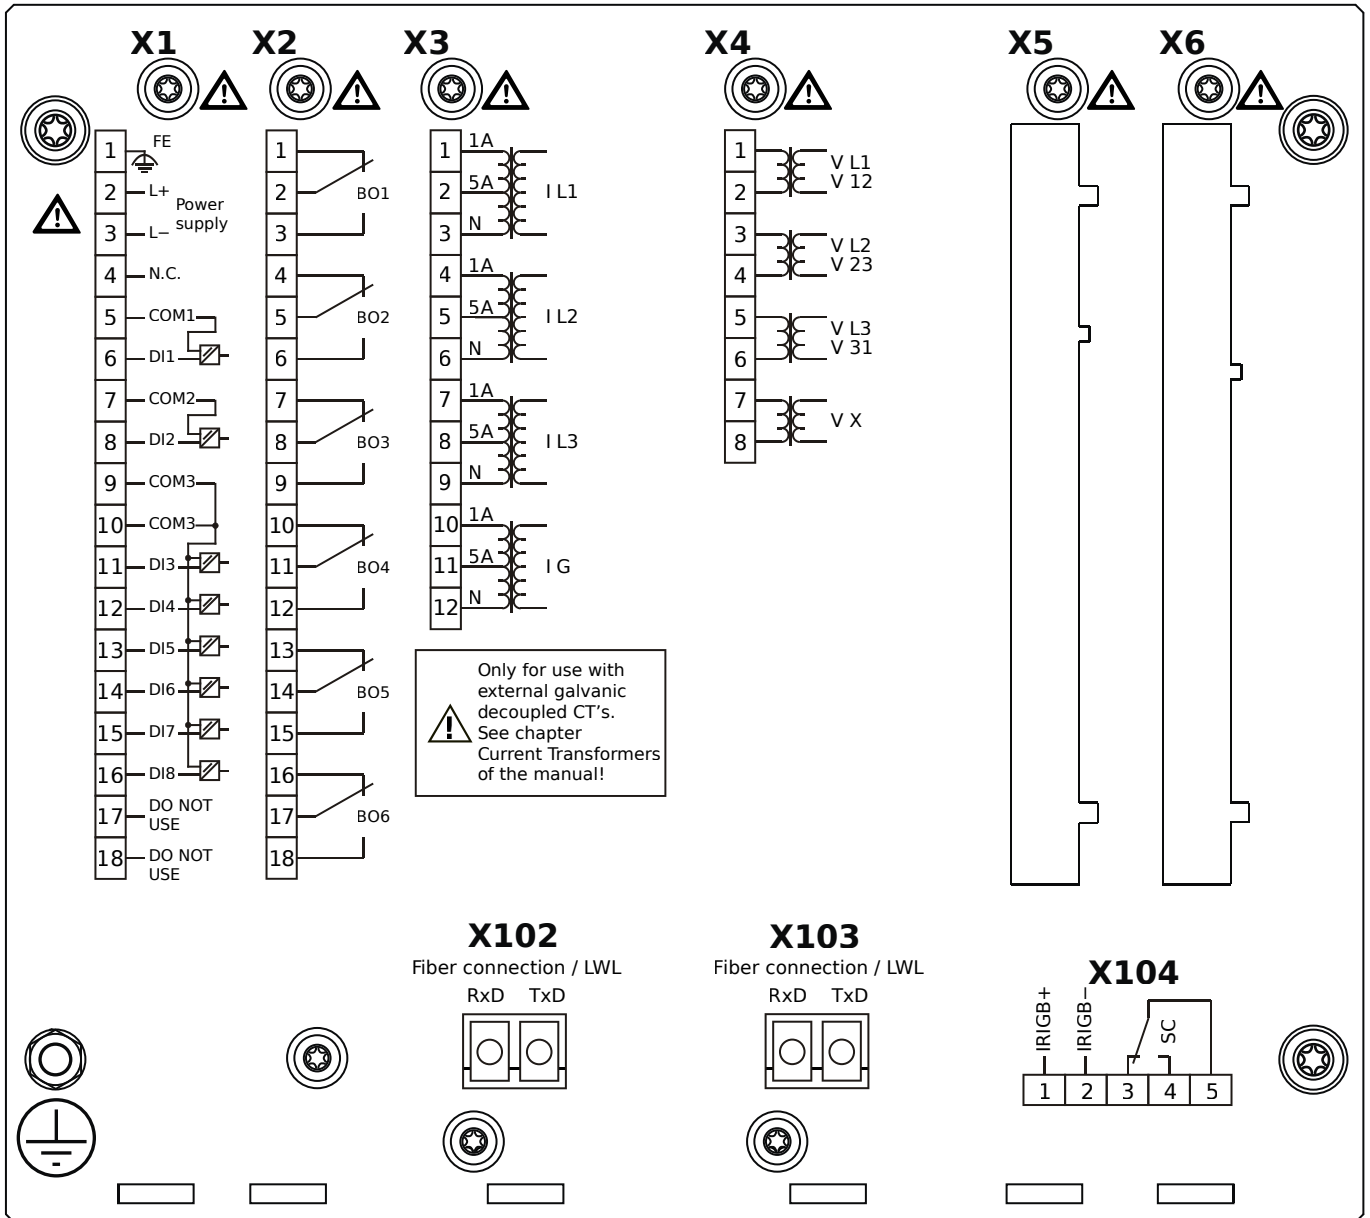 X1
X2
X3
X4
X5
X6
1 FE
2 L+
Power
supply
3 L−
4 N.C.
5 COM1
6 DI1
7 COM2
8 DI2
9 COM3
10 COM3
11 DI3
12 DI4
13 DI5
14 DI6
15 DI7
16 DI8
17 DO NOT
USE
18 DO NOT
USE
1
2 BO1
3
4
5 BO2
6
7
8 BO3
9
10
11 BO4
12
13
14 BO5
15
16
17 BO6
18
1 1A
2 5A I L1
3 N
4 1A
5 5A I L2
6 N
7 1A
8 5A I L3
9 N
10 1A
11 5A I G
12 N
Only for use with
external galvanic
decoupled CT's.
See chapter
Current Transformers
of the manual!
1 V L1
2 V 12
3 V L2
4 V 23
5 V L3
6 V 31
7 V X
8
X102
Fiber connection / LWL
RxD TxD
X103
Fiber connection / LWL
RxD TxD
X104
IRIGB+
IRIGB−
SC
1 2 3 4 5